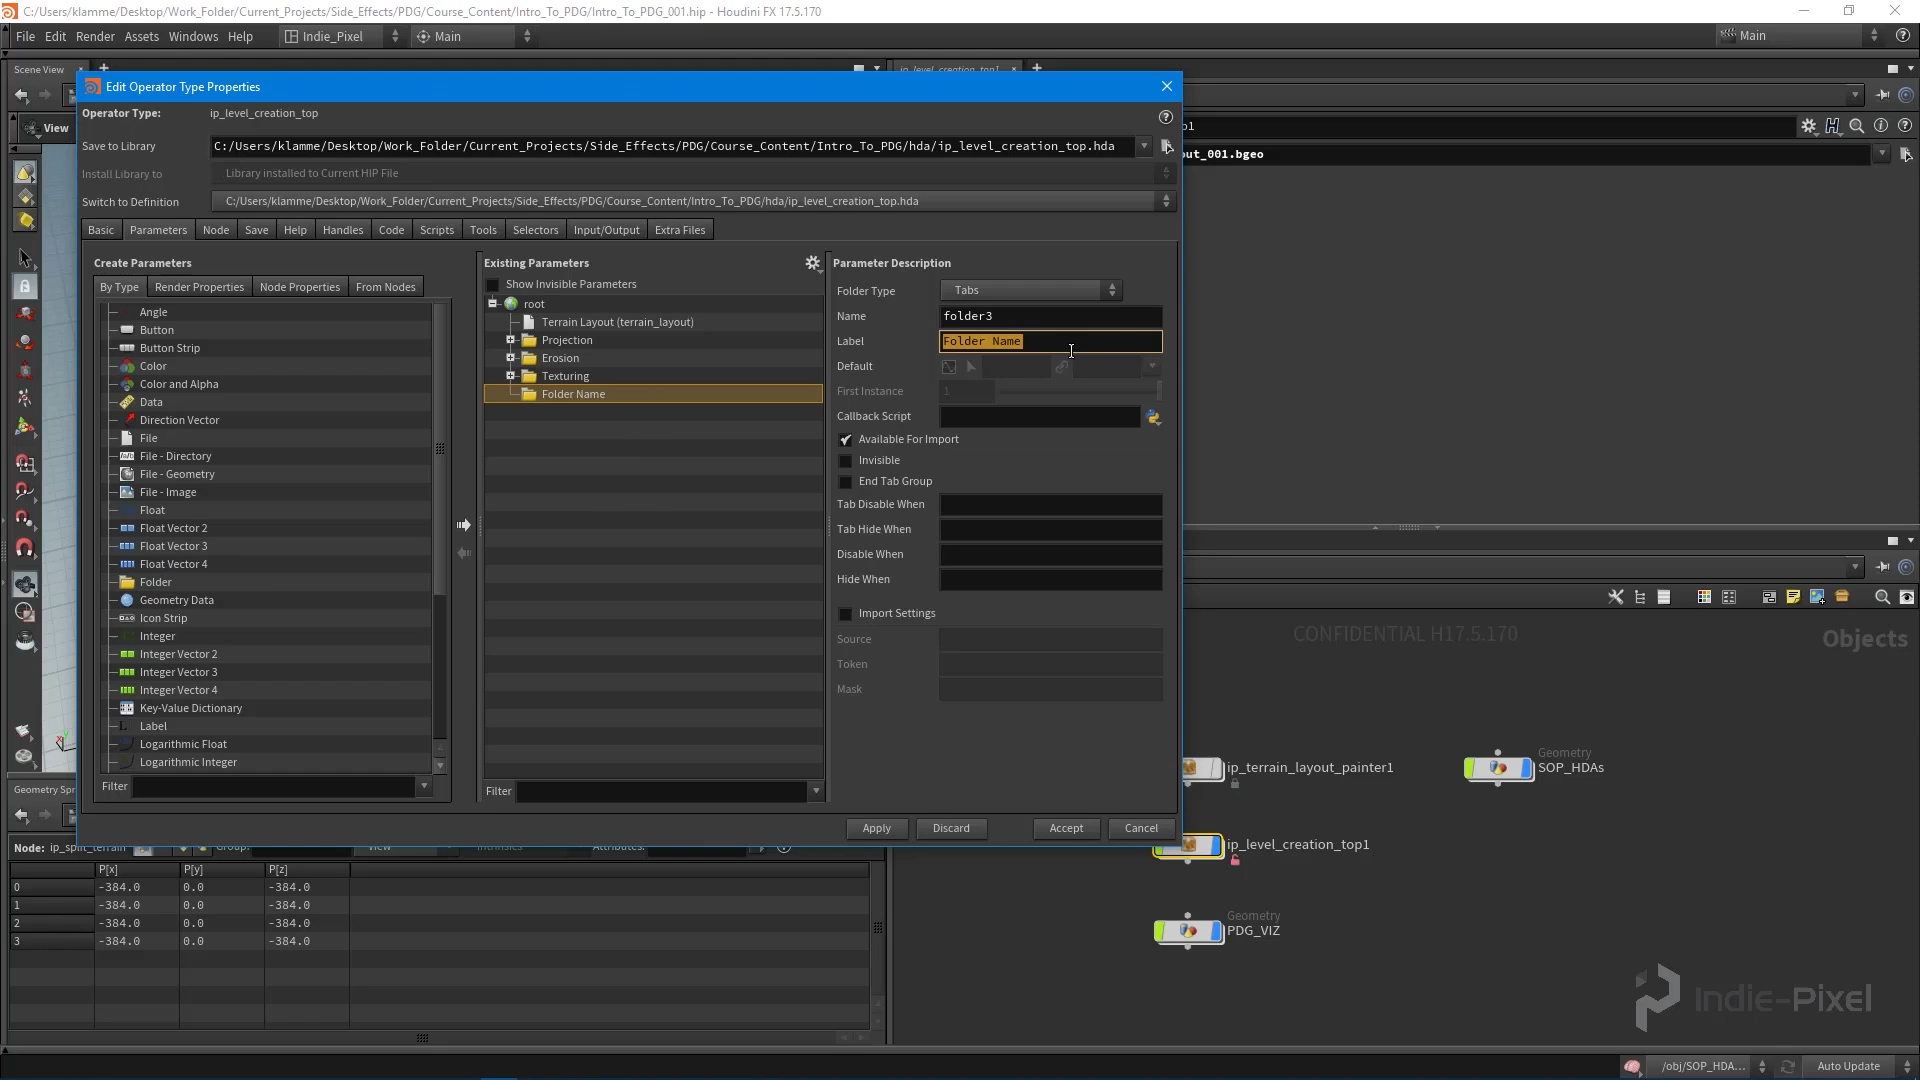 C:/Users/klamme/Desktop/Work_Folder/Current_Projects/Side_Effects/PDG/Course_Content/Intro_To_PDG/Intro_To_PDG_001.hip - Houdini FX 17.5.170
File Edit Render Assets Windows Help Indie_Pixel Main Main
Scene View
ip_level_creation_top1
View
Edit Operator Type Properties
Operator Type: ip_level_creation_top
Save to Library C:/Users/klamme/Desktop/Work_Folder/Current_Projects/Side_Effects/PDG/Course_Content/Intro_To_PDG/hda/ip_level_creation_top.hda
Install Library to Library installed to Current HIP File
Switch to Definition C:/Users/klamme/Desktop/Work_Folder/Current_Projects/Side_Effects/PDG/Course_Content/Intro_To_PDG/hda/ip_level_creation_top.hda
p1
out_001.bgeo
Basic Parameters Node Save Help Handles Code Scripts Tools Selectors Input/Output Extra Files
Create Parameters
By Type Render Properties Node Properties From Nodes
Angle
Button
Button Strip
Color
Color and Alpha
Data
Direction Vector
File
File - Directory
File - Geometry
File - Image
Float
Float Vector 2
Float Vector 3
Float Vector 4
Folder
Geometry Data
Icon Strip
Integer
Integer Vector 2
Integer Vector 3
Integer Vector 4
Key-Value Dictionary
Label
Logarithmic Float
Logarithmic Integer
Filter
Existing Parameters
Show Invisible Parameters
root
Terrain Layout (terrain_layout)
Projection
Erosion
Texturing
Folder Name
Filter
Parameter Description
Folder Type Tabs
Name folder3
Label Folder Name
Default
First Instance 1
Callback Script
Available For Import
Invisible
End Tab Group
Tab Disable When
Tab Hide When
Disable When
Hide When
Import Settings
Source
Token
Mask
Apply Discard Accept Cancel
CONFIDENTIAL H17.5.170
Objects
ip_terrain_layout_painter1
Geometry
SOP_HDAs
ip_level_creation_top1
Geometry
PDG_VIZ
Indie-Pixel
Geometry Spr
Node: ip_split_terrain Group: View Intrinsics Attributes:
P[x] P[y] P[z]
0 -384.0 0.0 -384.0
1 -384.0 0.0 -384.0
2 -384.0 0.0 -384.0
3 -384.0 0.0 -384.0
/obj/SOP_HDA... Auto Update